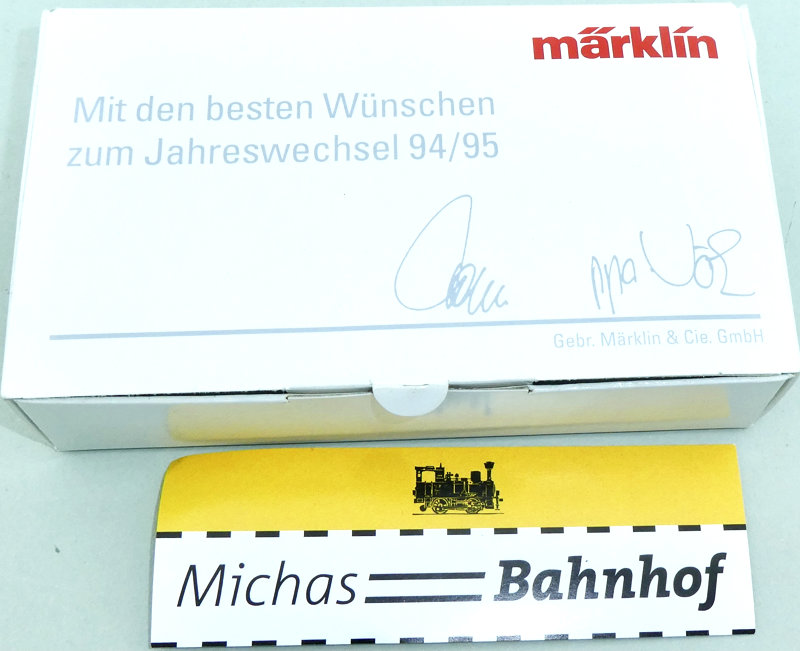 märklin
Mit den besten Wünschen
zum Jahreswechsel 94/95
Gebr. Märklin & Cie. GmbH
Michas Bahnhof